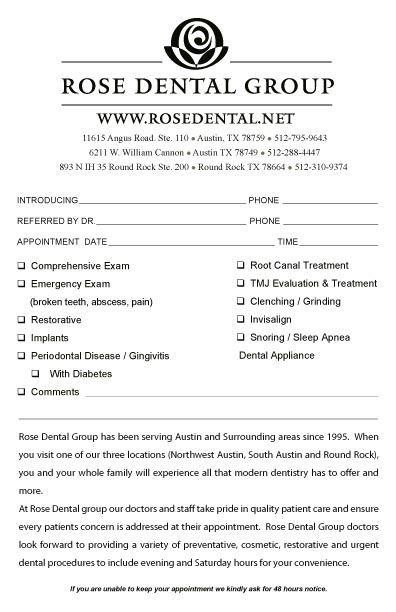 ROSE DENTAL GROUP
WWW.ROSEDENTAL.NET
11615 Angus Road. Ste. 110 • Austin, TX 78759 • 512-795-9643
6211 W. William Cannon • Austin TX 78749 • 512-288-4447
893 N IH 35 Round Rock Ste. 200 • Round Rock TX 78664 • 512-310-9374
INTRODUCING PHONE
REFERRED BY DR. PHONE
APPOINTMENT DATE TIME
❑ Comprehensive Exam
❑ Emergency Exam
(broken teeth, abscess, pain)
❑ Restorative
❑ Implants
❑ Periodontal Disease / Gingivitis
❑ With Diabetes
❑ Comments
❑ Root Canal Treatment
❑ TMJ Evaluation & Treatment
❑ Clenching / Grinding
❑ Invisalign
❑ Snoring / Sleep Apnea
Dental Appliance
Rose Dental Group has been serving Austin and Surrounding areas since 1995. When
you visit one of our three locations (Northwest Austin, South Austin and Round Rock),
you and your whole family will experience all that modern dentistry has to offer and
more.
At Rose Dental group our doctors and staff take pride in quality patient care and ensure
every patients concern is addressed at their appointment. Rose Dental Group doctors
look forward to providing a variety of preventative, cosmetic, restorative and urgent
dental procedures to include evening and Saturday hours for your convenience.
If you are unable to keep your appointment we kindly ask for 48 hours notice.